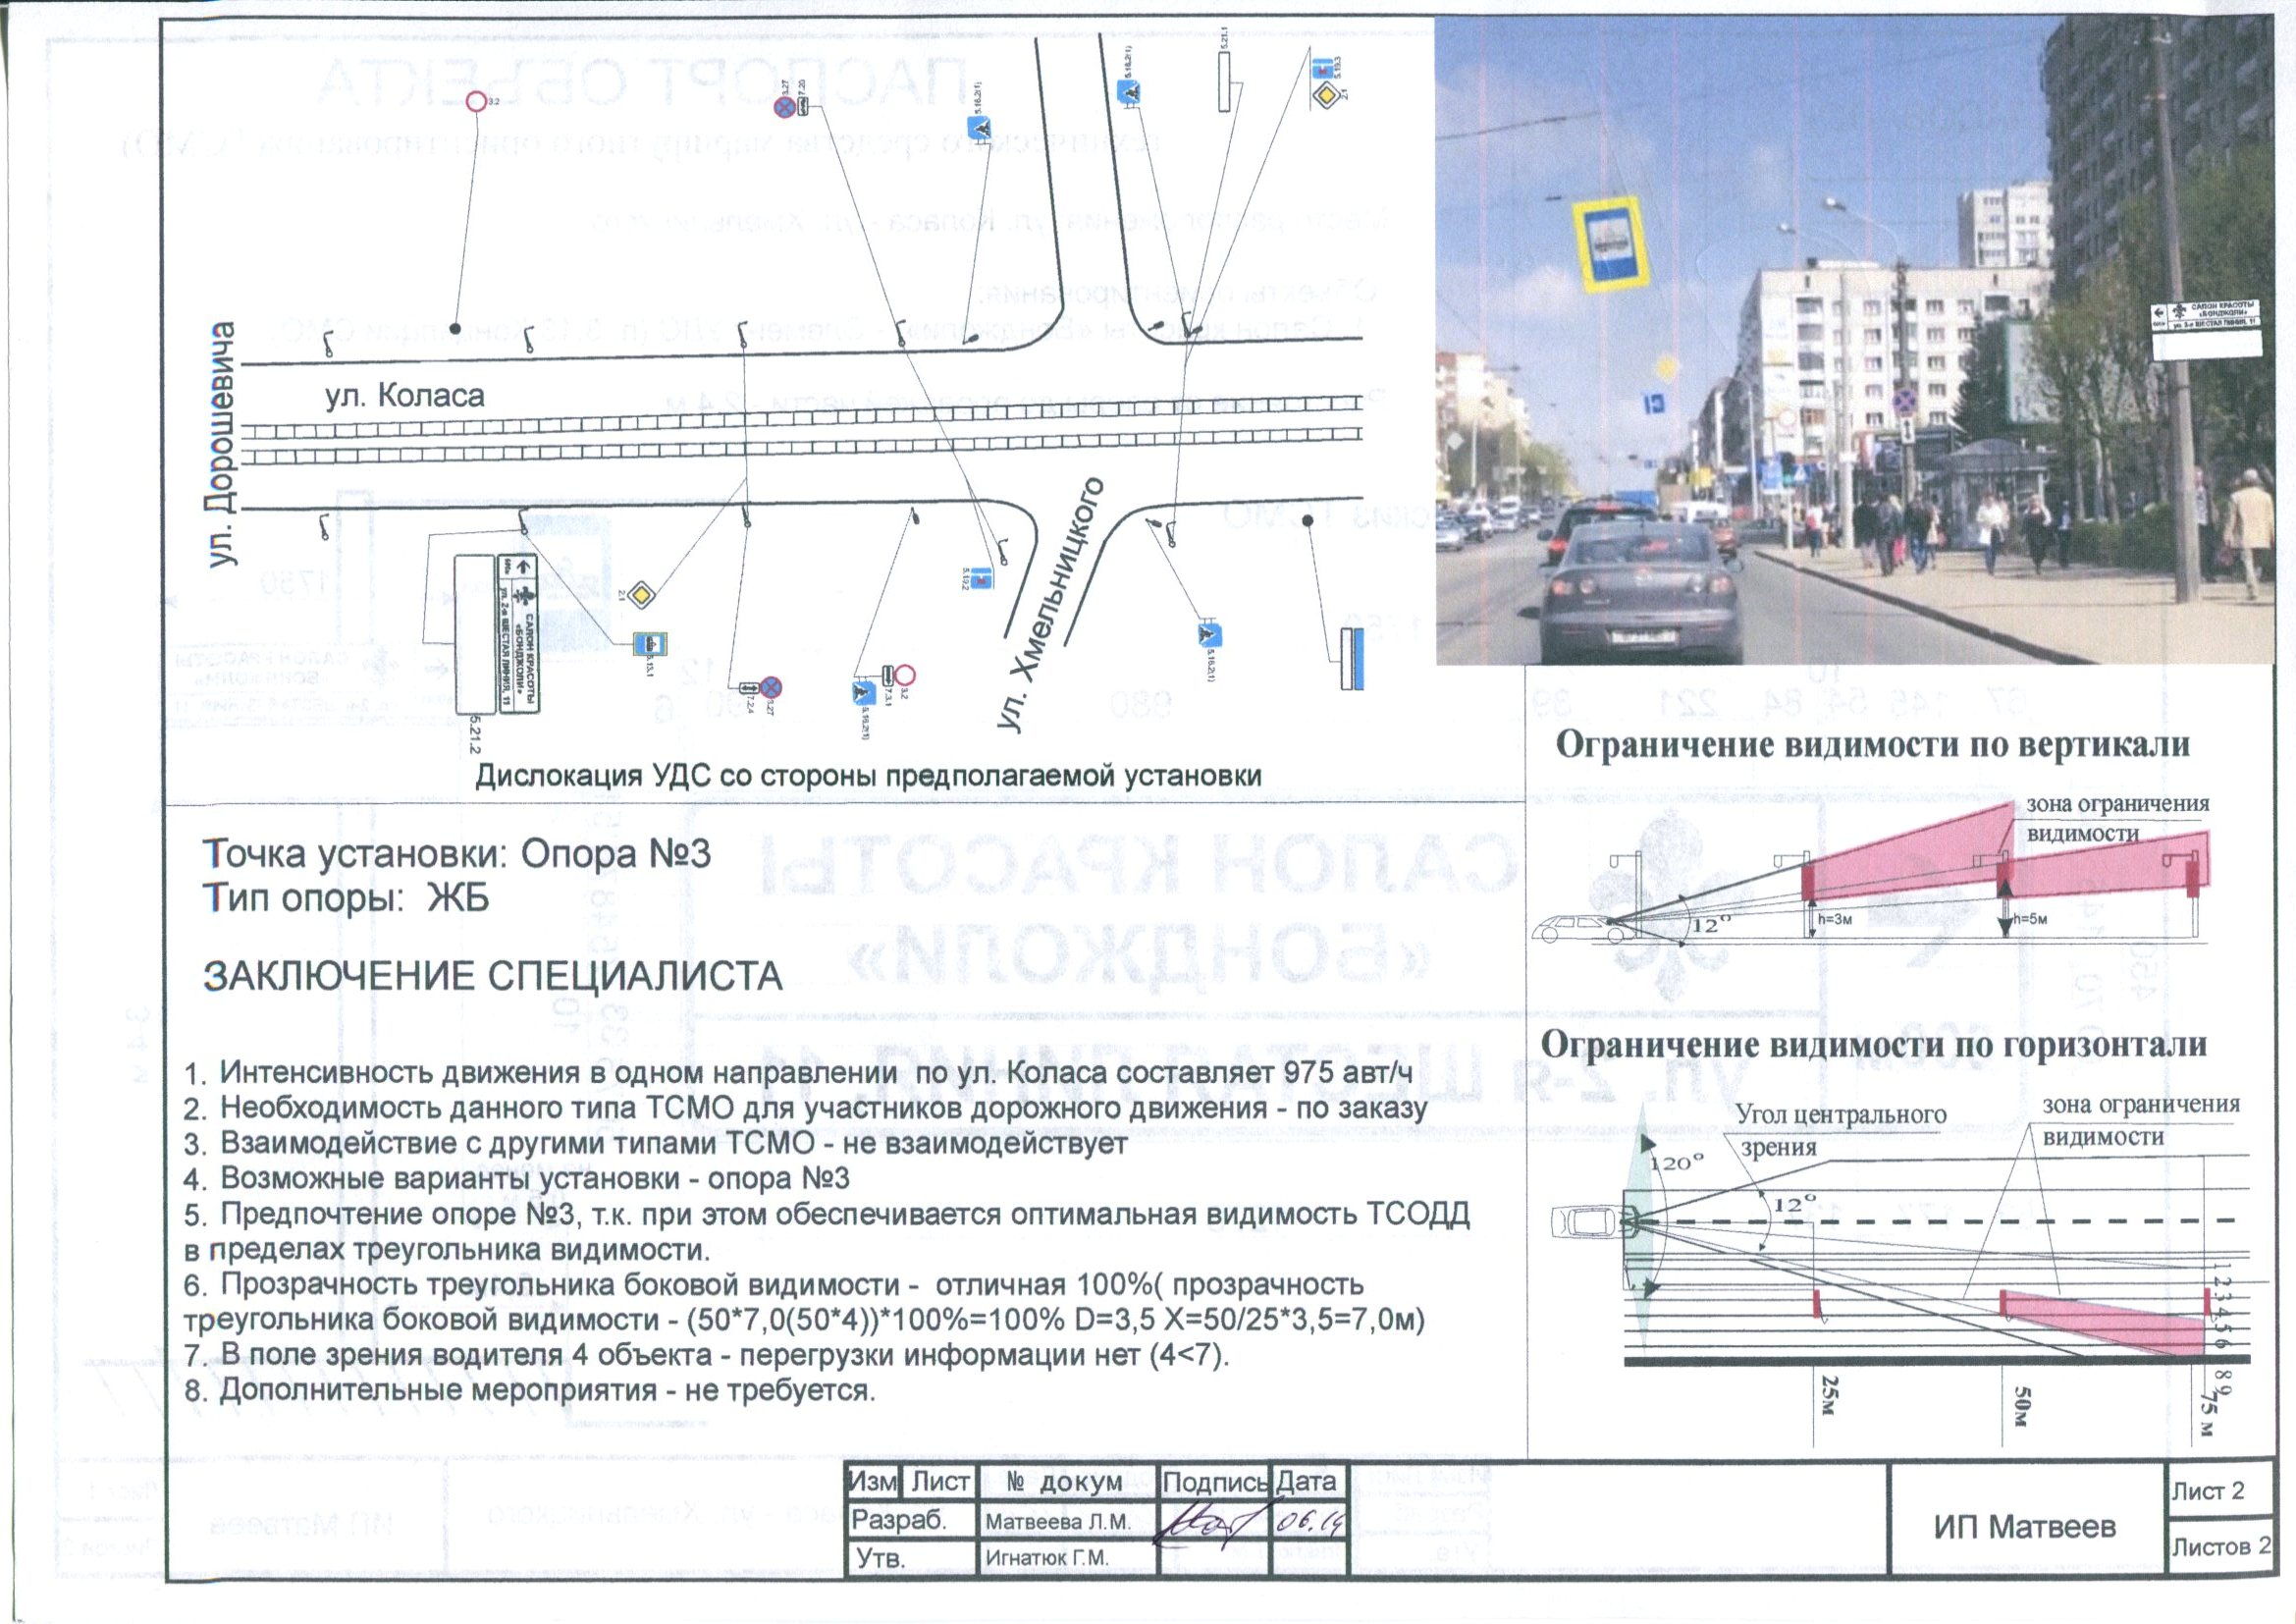 3.2
3.27
7.20
5.16.2(1)
5.16.2(1)
5.21.1
5.19.3
2.1
ул. Дорошевича
ул. Коласа
ул. Хмельницкого
САЛОН КРАСОТЫ
«БОНДЖОЛИ»
ул. 2-я ШЕСТАЯ ЛИНИЯ, 11
5.21.2
2.1
5.13.1
7.2.4
3.27
5.16.2(1)
7.3.1
3.2
5.19.2
5.16.2(1)
САЛОН КРАСОТЫ
«БОНДЖОЛИ»
ул. 2-я ШЕСТАЯ ЛИНИЯ, 11
Дислокация УДС со стороны предполагаемой установки
Точка установки: Опора №3
Тип опоры: ЖБ
ЗАКЛЮЧЕНИЕ СПЕЦИАЛИСТА
1. Интенсивность движения в одном направлении по ул. Коласа составляет 975 авт/ч
2. Необходимость данного типа ТСМО для участников дорожного движения - по заказу
3. Взаимодействие с другими типами ТСМО - не взаимодействует
4. Возможные варианты установки - опора №3
5. Предпочтение опоре №3, т.к. при этом обеспечивается оптимальная видимость ТСОДД
в пределах треугольника видимости.
6. Прозрачность треугольника боковой видимости - отличная 100%( прозрачность
треугольника боковой видимости - (50*7,0(50*4))*100%=100% D=3,5 X=50/25*3,5=7,0м)
7. В поле зрения водителя 4 объекта - перегрузки информации нет (4<7).
8. Дополнительные мероприятия - не требуется.
Ограничение видимости по вертикали
зона ограничения
видимости
12°
h=3м
h=5м
Ограничение видимости по горизонтали
Угол центрального
зрения
зона ограничения
видимости
120°
12°
1 2 3 4 5 6 8 9
25м
50м
75 м
Изм Лист № докум Подпись Дата
Разраб. Матвеева Л.М. 06.14
Утв. Игнатюк Г.М.
ИП Матвеев
Лист 2
Листов 2